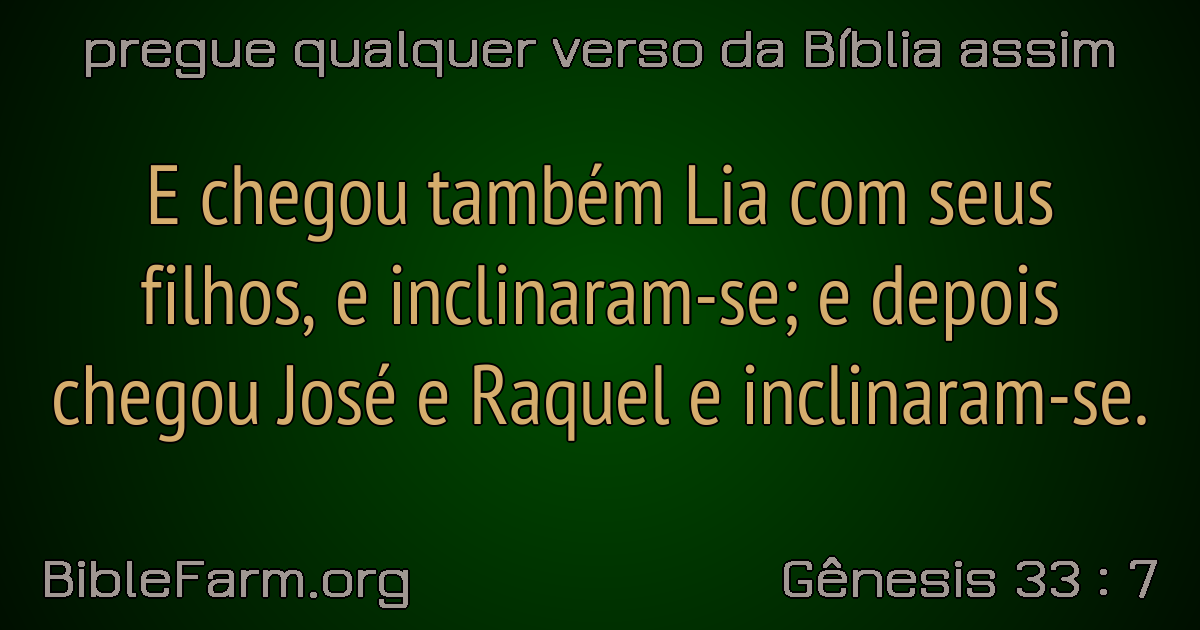 pregue qualquer verso da Bíblia assim
E chegou também Lia com seus
filhos, e inclinaram-se; e depois
chegou José e Raquel e inclinaram-se.
BibleFarm.org
Gênesis 33 : 7